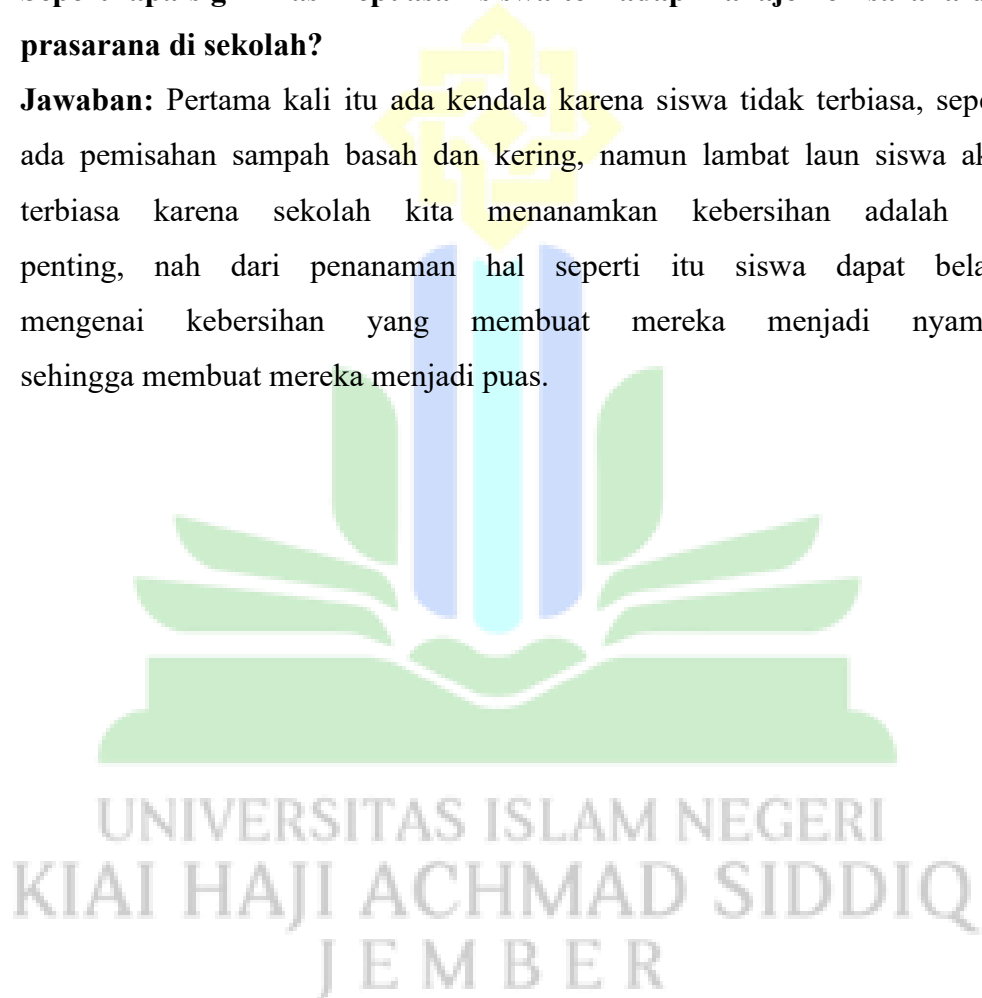 prasarana di sekolah?
Jawaban: Pertama kali itu ada kendala karena siswa tidak terbiasa,
ada pemisahan sampah basah dan kering, namun lambat laun siswa
terbiasa karena sekolah kita menanamkan kebersihan adalah
penting, nah dari penanaman hal seperti itu siswa dapat
mengenai kebersihan yang membuat mereka menjadi
sehingga membuat mereka menjadi puas.
UNIVERSITAS ISLAM NEGERI
KIAI HAJI ACHMAD SIDDIQ
JEMBER